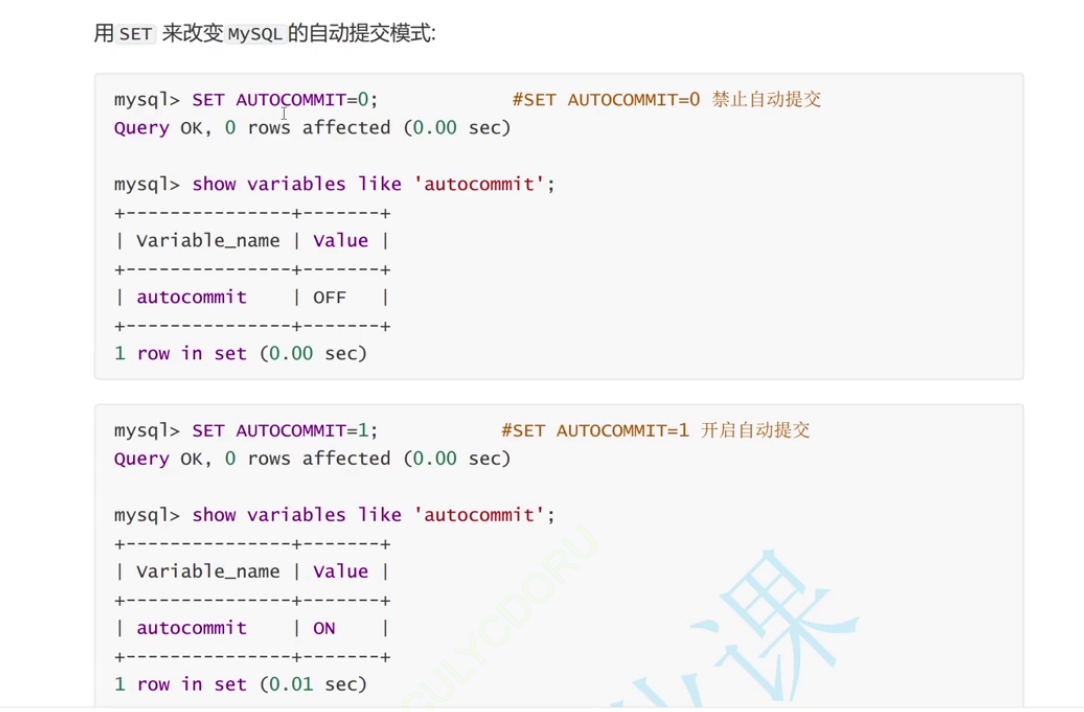 用 SET 来改变 MySQL 的自动提交模式:
mysql> SET AUTOCOMMIT=0; #SET AUTOCOMMIT=0 禁止自动提交
Query OK, 0 rows affected (0.00 sec)
mysql> show variables like 'autocommit';
+---------------+-------+
| Variable_name | Value |
+---------------+-------+
| autocommit    | OFF   |
+---------------+-------+
1 row in set (0.00 sec)
mysql> SET AUTOCOMMIT=1; #SET AUTOCOMMIT=1 开启自动提交
Query OK, 0 rows affected (0.00 sec)
mysql> show variables like 'autocommit';
+---------------+-------+
| Variable_name | Value |
+---------------+-------+
| autocommit    | ON    |
+---------------+-------+
1 row in set (0.01 sec)
课